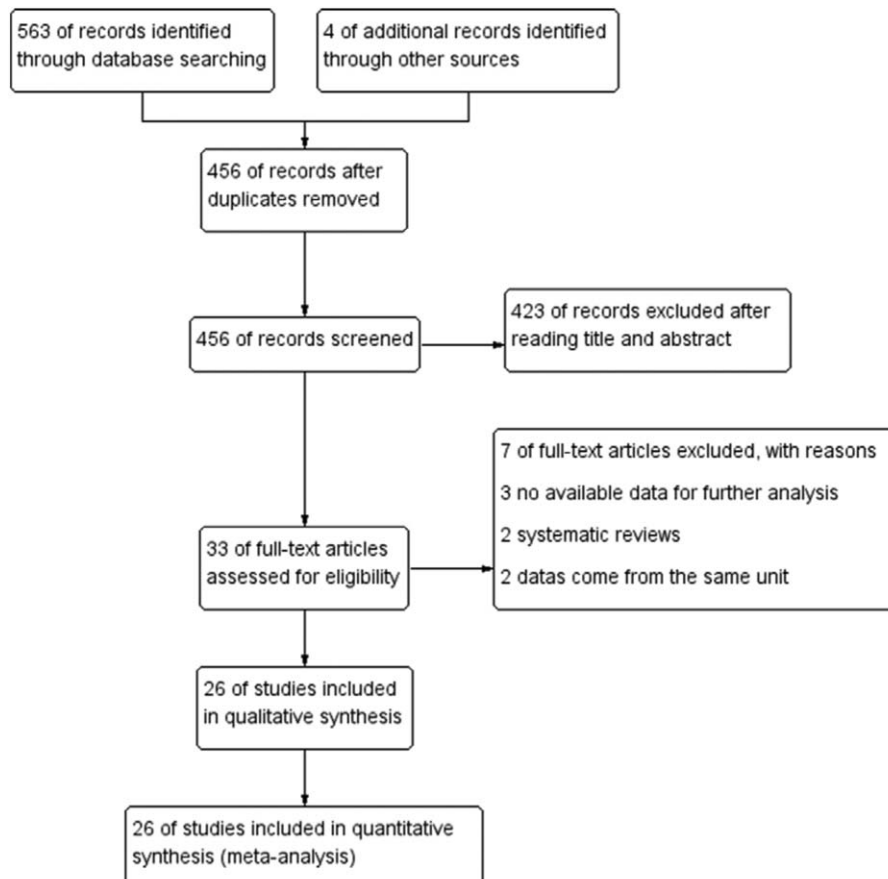 563 of records identified
through database searching
4 of additional records identified
through other sources
456 of records after
duplicates removed
456 of records screened
423 of records excluded after
reading title and abstract
33 of full-text articles
assessed for eligibility
7 of full-text articles excluded, with reasons
3 no available data for further analysis
2 systematic reviews
2 datas come from the same unit
26 of studies included
in qualitative synthesis
26 of studies included in quantitative
synthesis (meta-analysis)